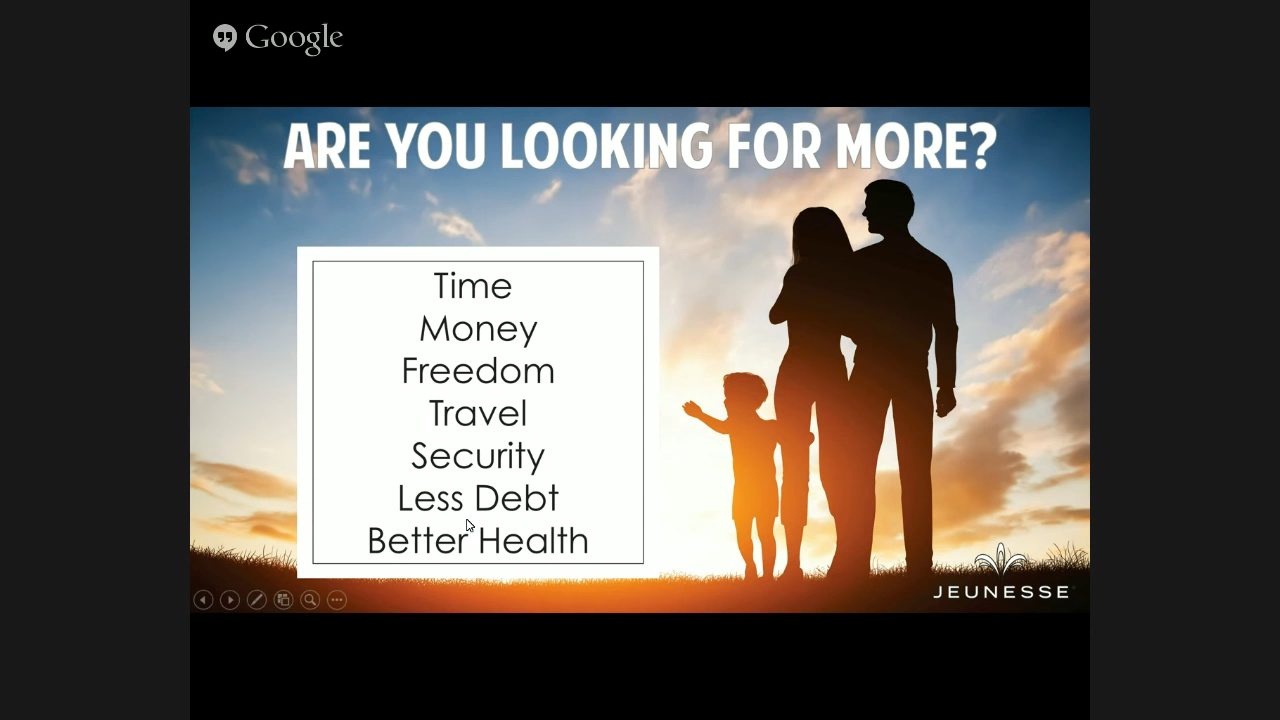 Google
ARE YOU LOOKING FOR MORE?
Time
Money
Freedom
Travel
Security
Less Debt
Better Health
JEUNESSE